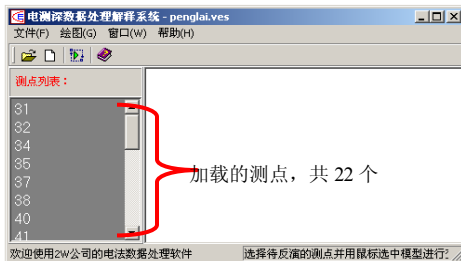 电测深数据处理解释系统 - penglai.ves
文件(F) 绘图(G) 窗口(W) 帮助(H)
测点列表：
31
32
34
35
37
38
40
41
加载的测点，共 22 个
欢迎使用2W公司的电法数据处理软件
选择待反演的测点并用鼠标选中模型进行